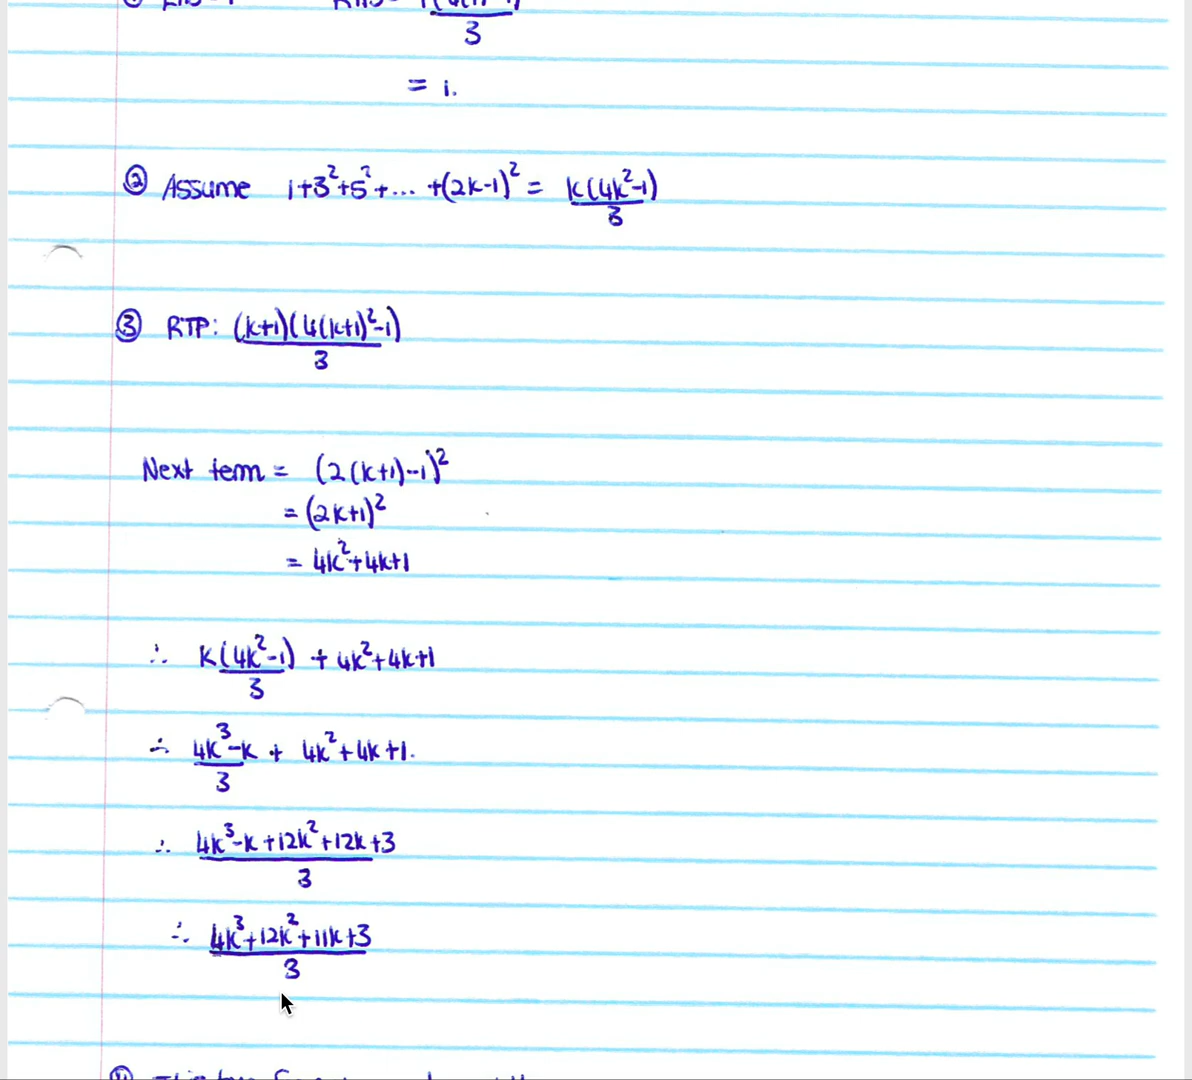 3
= 1.
② Assume 1+3²+5²+... +(2k-1)² = k(4k²-1)
3
③ RTP: (k+1)(4(k+1)²-1)
3
Next term = (2(k+1)-1)²
= (2k+1)²
= 4k²+4k+1
∴ k(4k²-1) + 4k²+4k+1
3
∴ 4k³-k + 4k²+4k+1.
3
∴ 4k³-k+12k²+12k+3
3
∴ 4k³+12k²+11k+3
3